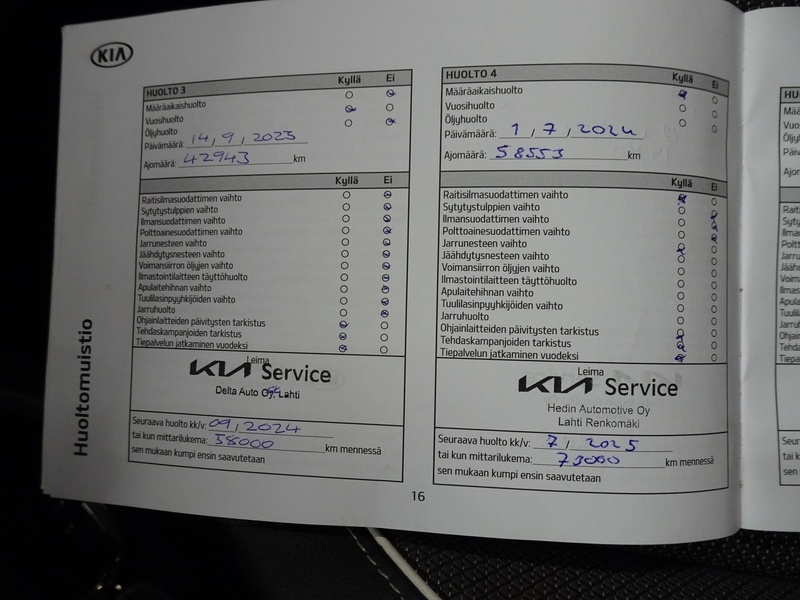 KIA
Huoltomuistio
HUOLTO 3 Kyllä Ei
Määräaikaishuolto
Vuosihuolto
Öljyhuolto
Päivämäärä: 14 / 9 / 2023
Ajomäärä: 42943 km
Kyllä Ei
Raitisilmasuodattimen vaihto
Sytytystulppien vaihto
Ilmansuodattimen vaihto
Polttoainesuodattimen vaihto
Jarrunesteen vaihto
Jäähdytysnesteen vaihto
Voimansiirron öljyjen vaihto
Ilmastointilaitteen täyttöhuolto
Apulaitehihnan vaihto
Tuulilasinpyyhkijöiden vaihto
Jarruhuolto
Ohjainlaitteiden päivitysten tarkistus
Tehdaskampanjoiden tarkistus
Tiepalvelun jatkaminen vuodeksi
Leima
KIA Service
Delta Auto Oy, Lahti
Seuraava huolto kk/v: 09 / 2024
tai kun mittarilukema: 58000 km mennessä
sen mukaan kumpi ensin saavutetaan
HUOLTO 4 Kyllä Ei
Määräaikaishuolto
Vuosihuolto
Öljyhuolto
Päivämäärä: 1 / 7 / 2024
Ajomäärä: 58553 km
Kyllä Ei
Raitisilmasuodattimen vaihto
Sytytystulppien vaihto
Ilmansuodattimen vaihto
Polttoainesuodattimen vaihto
Jarrunesteen vaihto
Jäähdytysnesteen vaihto
Voimansiirron öljyjen vaihto
Ilmastointilaitteen täyttöhuolto
Apulaitehihnan vaihto
Tuulilasinpyyhkijöiden vaihto
Jarruhuolto
Ohjainlaitteiden päivitysten tarkistus
Tehdaskampanjoiden tarkistus
Tiepalvelun jatkaminen vuodeksi
Leima
KIA Service
Hedin Automotive Oy
Lahti Renkomäki
Seuraava huolto kk/v: 7 / 2025
tai kun mittarilukema: 73000 km mennessä
sen mukaan kumpi ensin saavutetaan
16